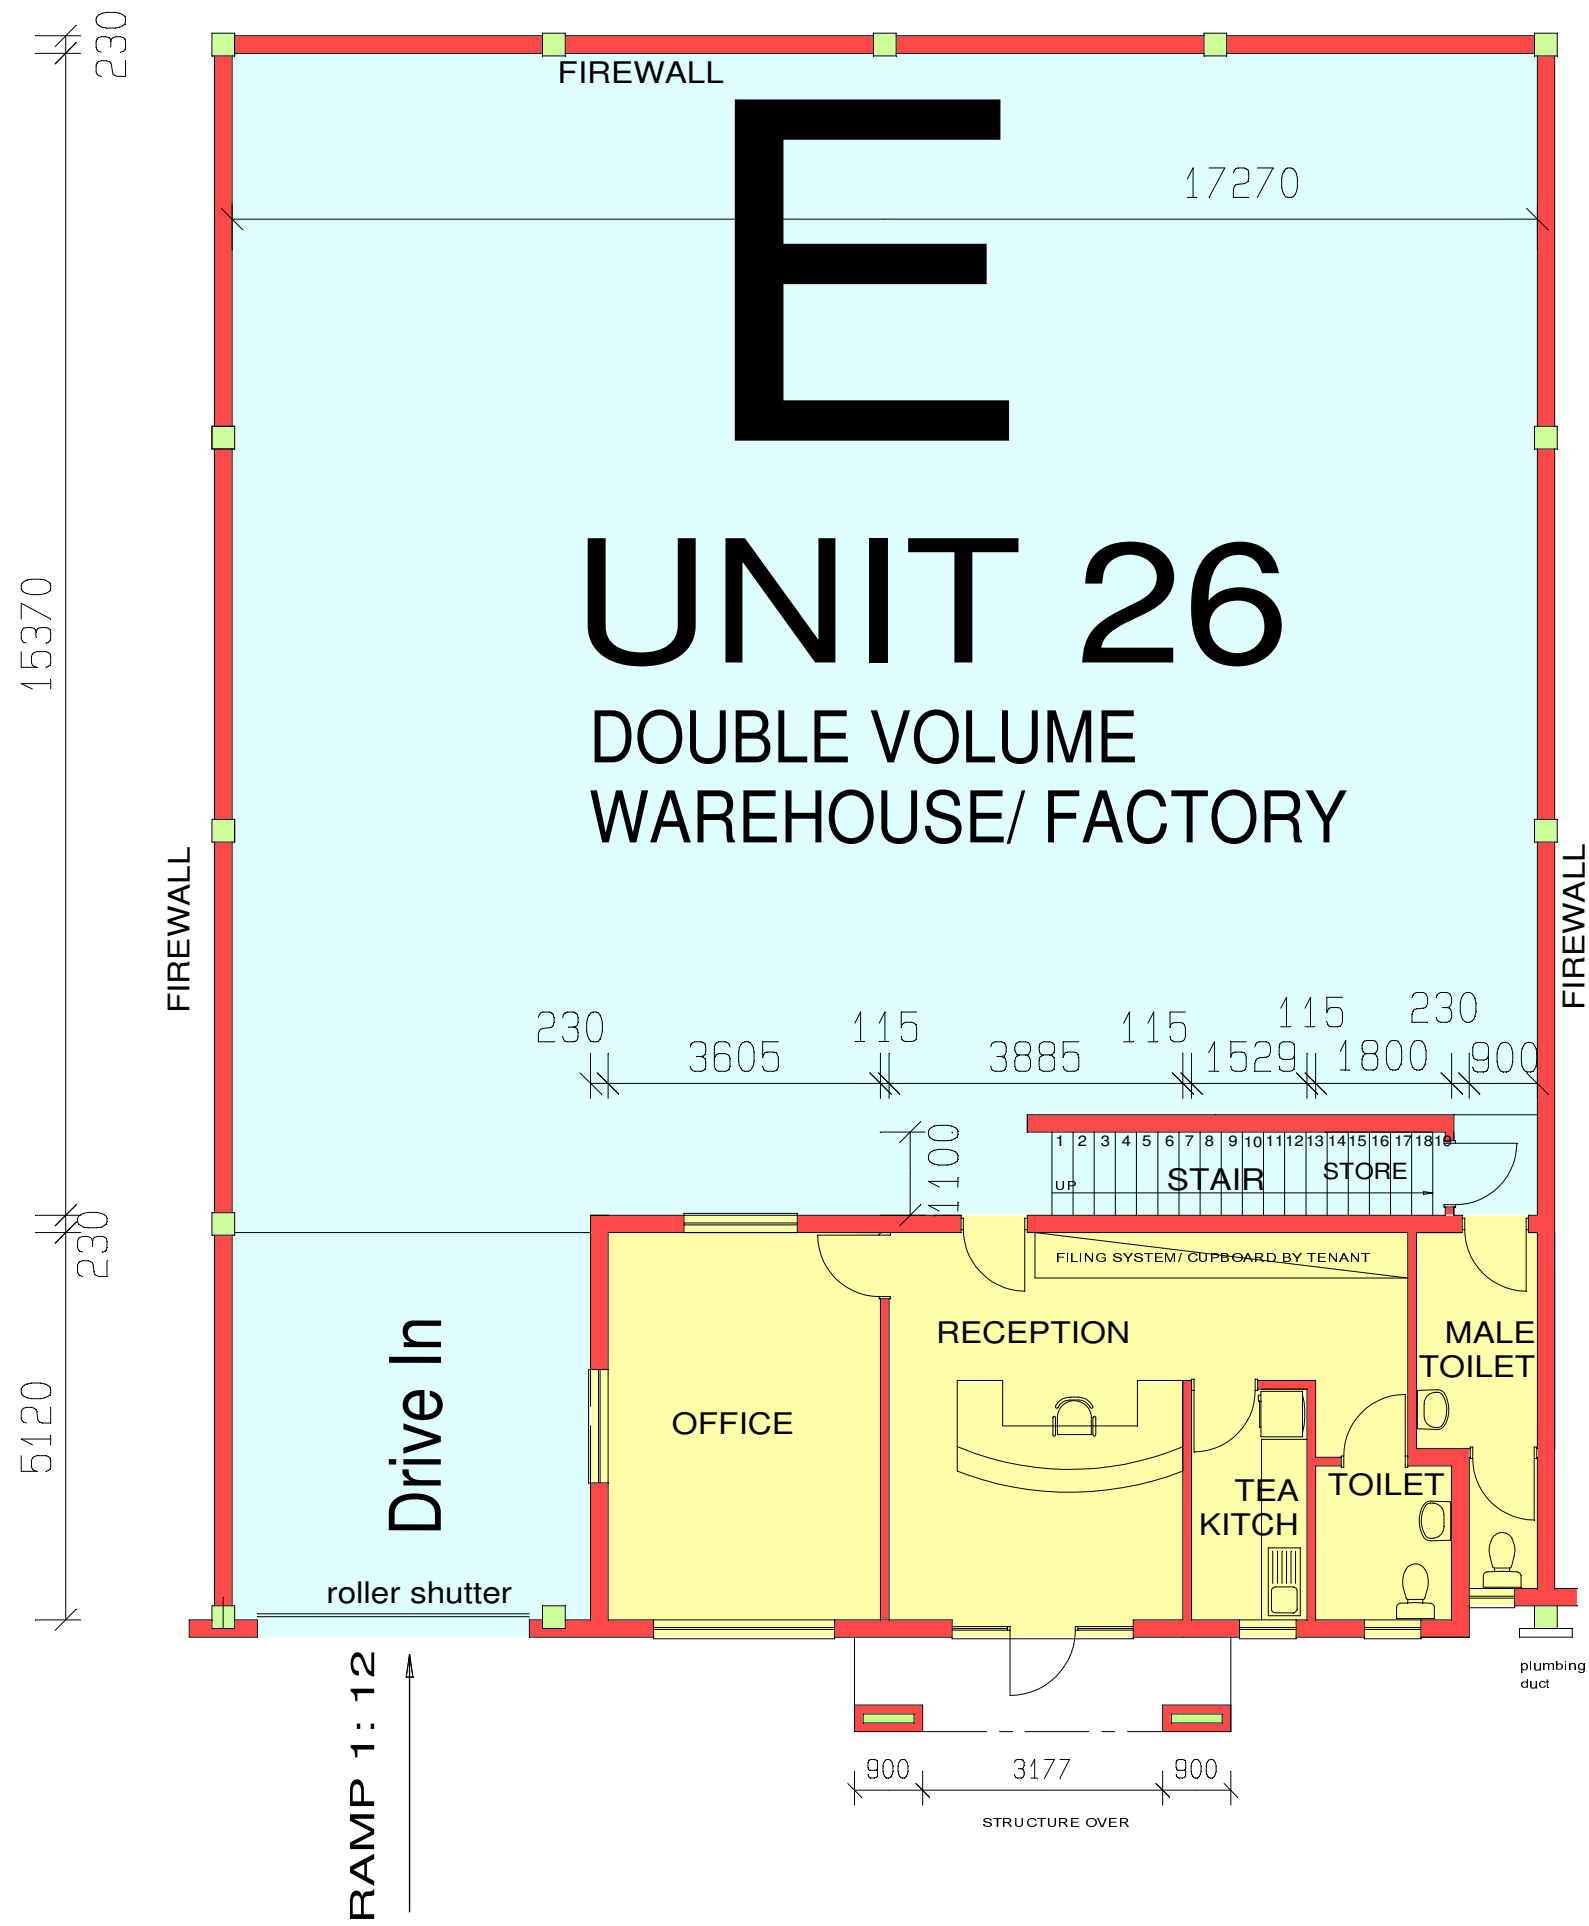 230
FIREWALL
E
17270
15370
UNIT 26
DOUBLE VOLUME
WAREHOUSE/ FACTORY
FIREWALL
FIREWALL
230
3605
115
3885
115
1529
115
1800
230
900
1100
1 2 3 4 5 6 7 8 9 10 11 12 13 14 15 16 17 18 19
UP
STAIR
STORE
230
FILING SYSTEM/ CUPBOARD BY TENANT
RECEPTION
MALE
TOILET
5120
Drive In
OFFICE
TEA
KITCH
TOILET
roller shutter
RAMP 1: 12
plumbing
duct
900
3177
900
STRUCTURE OVER